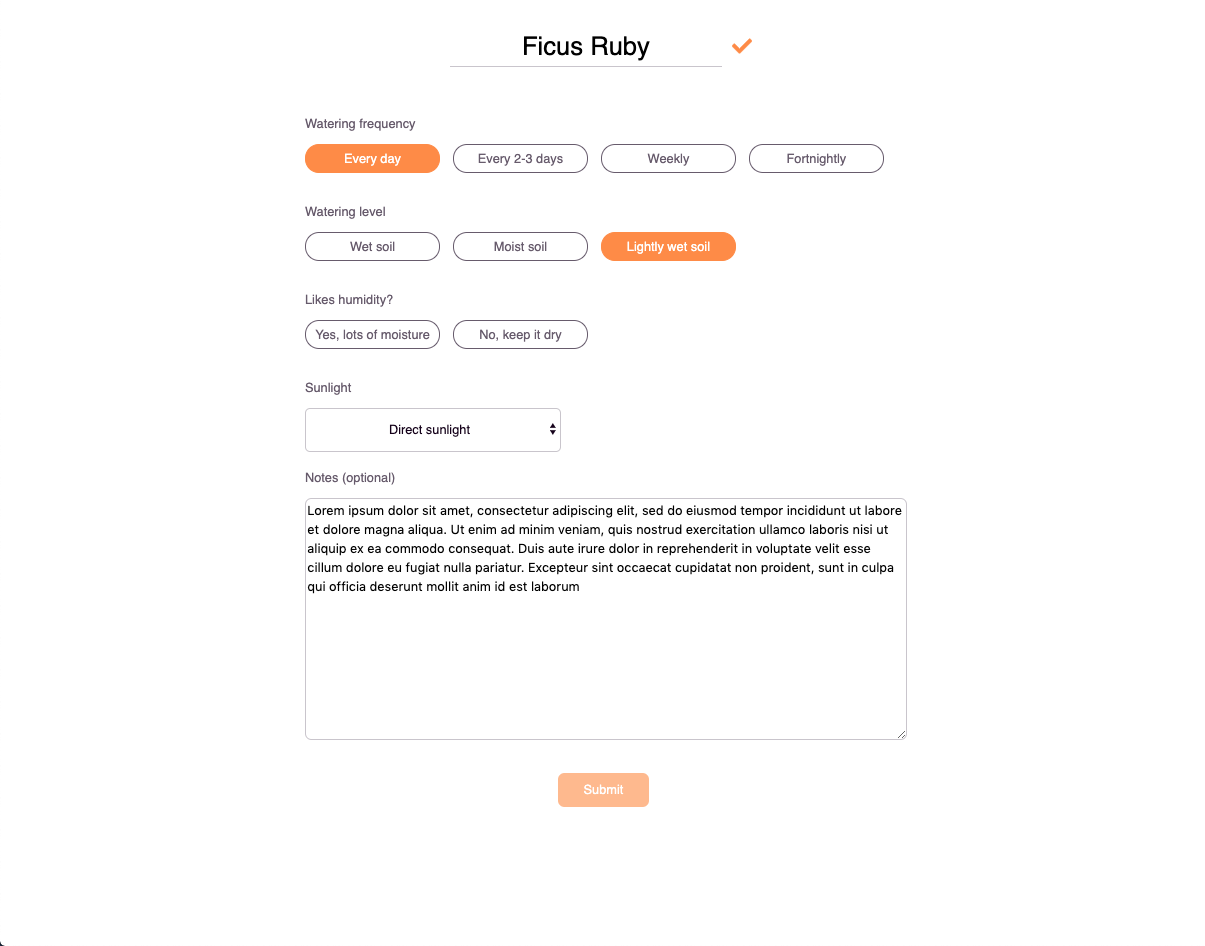 Ficus Ruby
Watering frequency
Every day Every 2-3 days Weekly Fortnightly
Watering level
Wet soil Moist soil Lightly wet soil
Likes humidity?
Yes, lots of moisture No, keep it dry
Sunlight
Direct sunlight
Notes (optional)
Lorem ipsum dolor sit amet, consectetur adipiscing elit, sed do eiusmod tempor incididunt ut labore
et dolore magna aliqua. Ut enim ad minim veniam, quis nostrud exercitation ullamco laboris nisi ut
aliquip ex ea commodo consequat. Duis aute irure dolor in reprehenderit in voluptate velit esse
cillum dolore eu fugiat nulla pariatur. Excepteur sint occaecat cupidatat non proident, sunt in culpa
qui officia deserunt mollit anim id est laborum
Submit